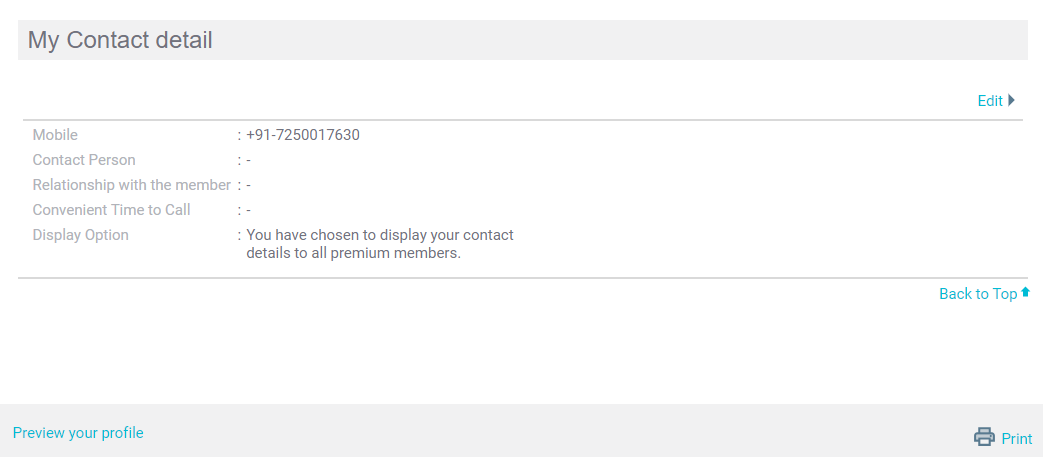 My Contact detail
Edit
Mobile : +91-7250017630
Contact Person : -
Relationship with the member : -
Convenient Time to Call : -
Display Option : You have chosen to display your contact
details to all premium members.
Back to Top
Preview your profile
Print